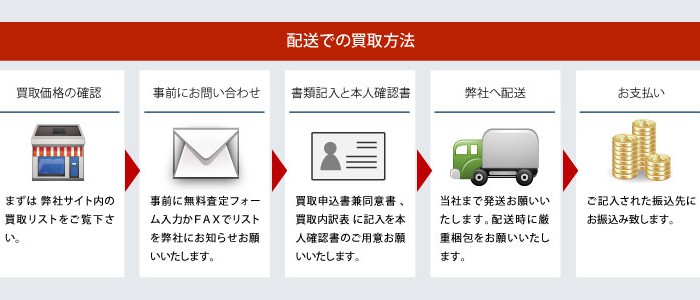 配送での買取方法
買取価格の確認
まずは 弊社サイト内の
買取リストをご覧下さ
い。
事前にお問い合わせ
事前に無料査定フォー
ム入力かFAXでリスト
を弊社にお知らせお願
いいたします。
書類記入と本人確認書
買取申込書兼同意書 、
買取内訳表 に記入を本
人確認書のご用意お願
いいたします。
弊社へ配送
当社まで発送お願いい
たします。配送時に厳
重梱包をお願いいたし
ます。
お支払い
ご記入された振込先に
お振込み致します。